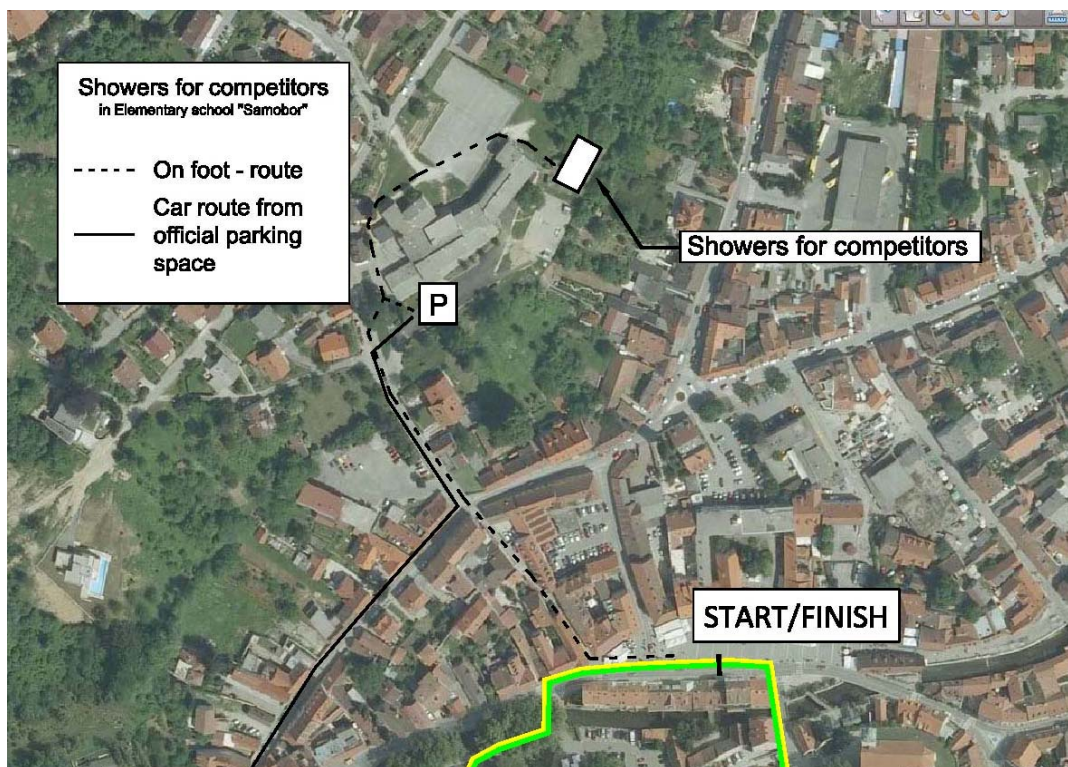 Showers for competitors
in Elementary school "Samobor"
On foot - route
Car route from
official parking
space
Showers for competitors
P
START/FINISH